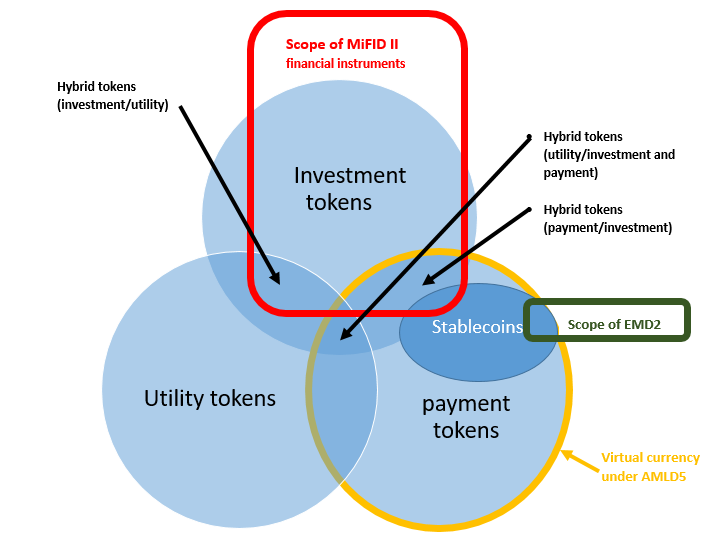 Scope of MiFID II
financial instruments
Hybrid tokens
(investment/utility)
Hybrid tokens
(utility/investment and
payment)
Investment
tokens
Hybrid tokens
(payment/investment)
Stablecoins
Scope of EMD2
Utility tokens
payment
tokens
Virtual currency
under AMLD5